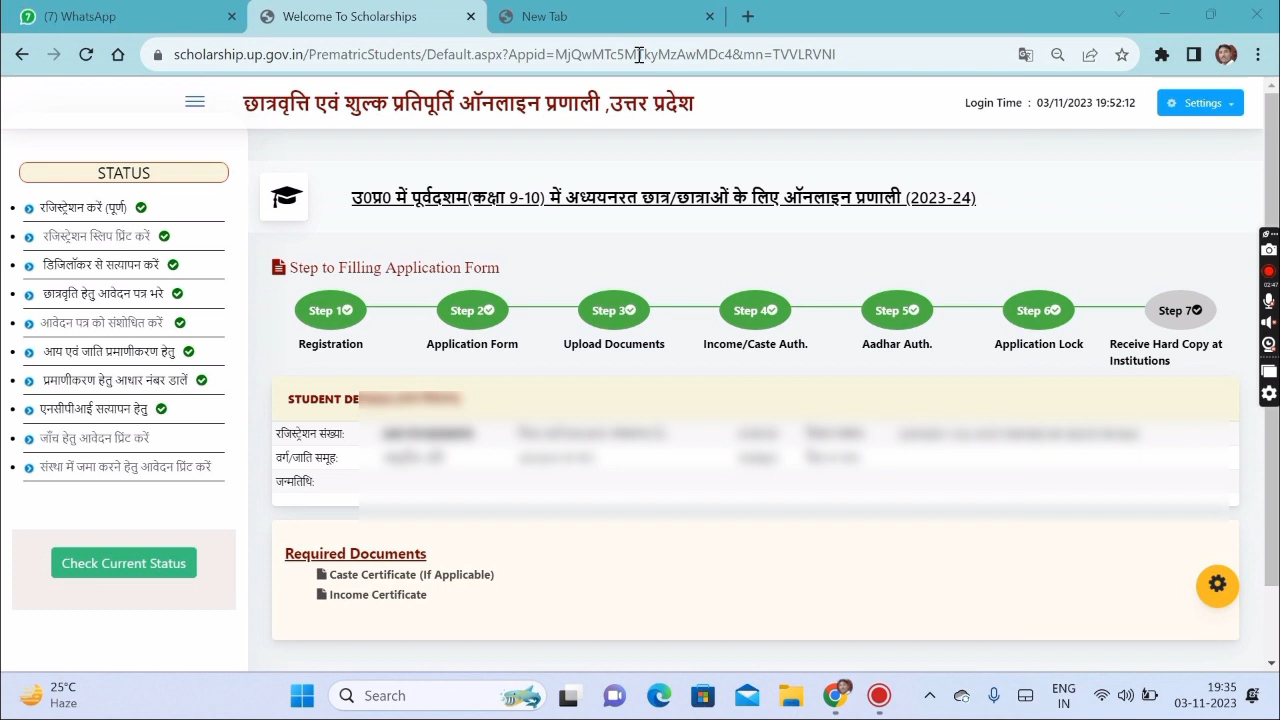 (7) WhatsApp
Welcome To Scholarships
New Tab
scholarship.up.gov.in/PrematricStudents/Default.aspx?Appid=MjQwMTc5M kyMzAwMDc4&mn=TVVLRVNI
छात्रवृत्ति एवं शुल्क प्रतिपूर्ति ऑनलाइन प्रणाली ,उत्तर प्रदेश
Login Time : 03/11/2023 19:52:12
Settings
STATUS
रजिस्ट्रेशन करें (पूर्ण)
रजिस्ट्रेशन स्लिप प्रिंट करें
डिजिलॉकर से सत्यापन करें
छात्रवृति हेतु आवेदन पत्र भरे
आवेदन पत्र को संशोधित करें
आय एवं जाति प्रमाणीकरण हेतु
प्रमाणीकरण हेतु आधार नंबर डालें
एनसीपीआई सत्यापन हेतु
जाँच हेतु आवेदन प्रिंट करें
संस्था में जमा करने हेतु आवेदन प्रिंट करें
Check Current Status
उ0प्र0 में पूर्वदशम(कक्षा 9-10) में अध्ययनरत छात्र/छात्राओं के लिए ऑनलाइन प्रणाली (2023-24)
Step to Filling Application Form
Step 1 Step 2 Step 3 Step 4 Step 5 Step 6 Step 7
Registration Application Form Upload Documents Income/Caste Auth. Aadhar Auth. Application Lock Receive Hard Copy at
Institutions
STUDENT DE
रजिस्ट्रेशन संख्या:
वर्ग/जाति समूह:
जन्मतिथि:
Required Documents
Caste Certificate (If Applicable)
Income Certificate
02:47
25°C
Haze
Search
ENG
IN
19:35
03-11-2023